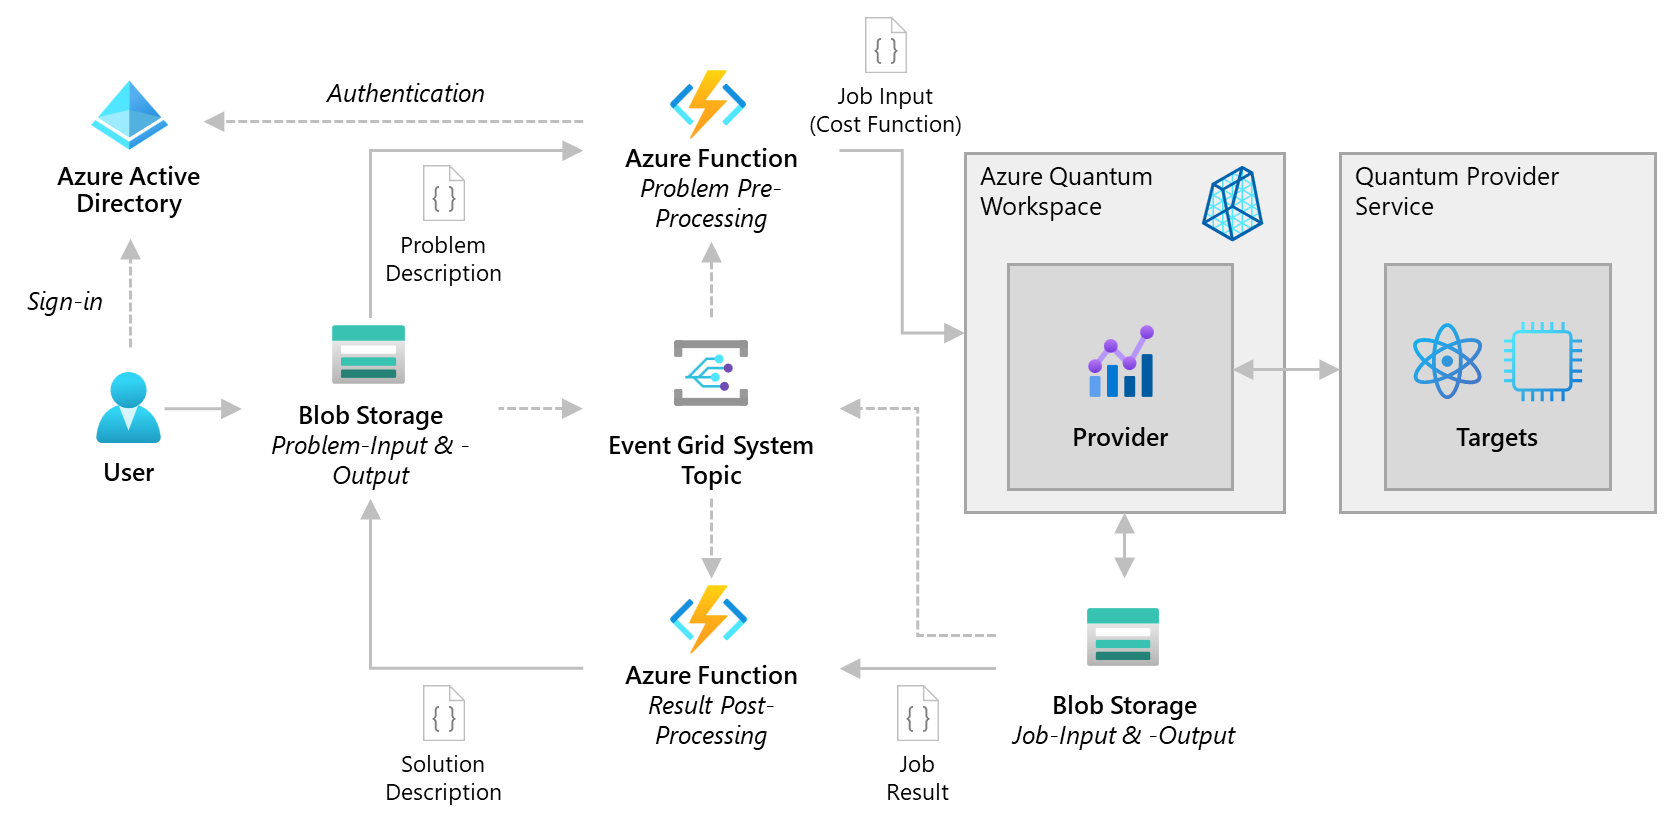 { }
Job Input
(Cost Function)
Authentication
Azure Active
Directory
Azure Function
Problem Pre-
Processing
{ }
Problem
Description
Azure Quantum
Workspace
Quantum Provider
Service
Sign-in
User
Blob Storage
Problem-Input & -
Output
Event Grid System
Topic
Provider
Targets
Azure Function
Result Post-
Processing
{ }
Solution
Description
{ }
Job
Result
Blob Storage
Job-Input & -Output